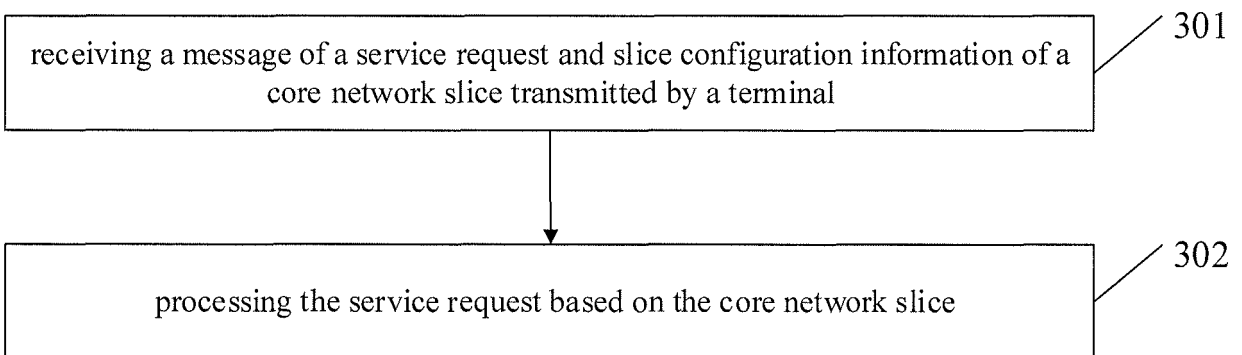 301
receiving a message of a service request and slice configuration information of a
core network slice transmitted by a terminal
302
processing the service request based on the core network slice